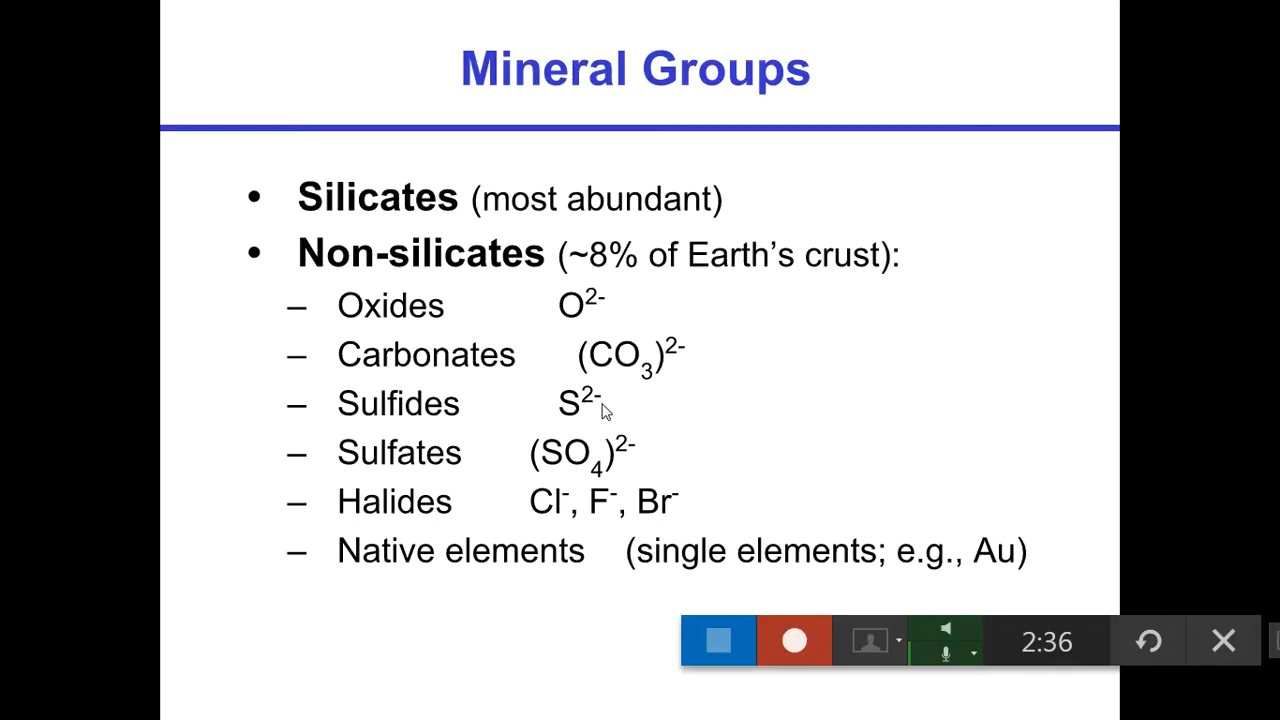 Mineral Groups
• Silicates (most abundant)
• Non-silicates (~8% of Earth’s crust):
– Oxides O²⁻
– Carbonates (CO₃)²⁻
– Sulfides S²⁻
– Sulfates (SO₄)²⁻
– Halides Cl⁻, F⁻, Br⁻
– Native elements (single elements; e.g., Au)
2:36